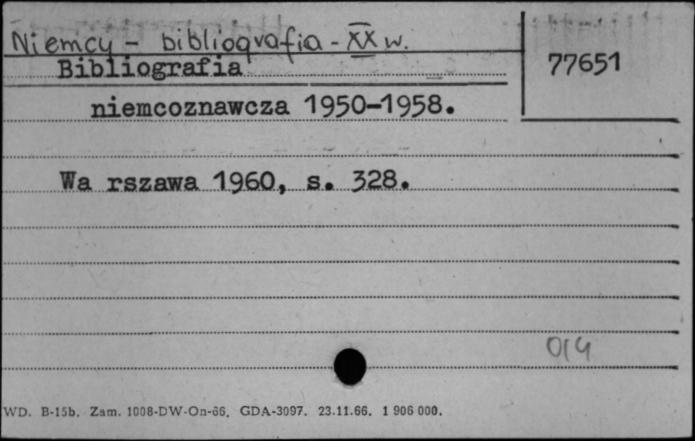 Niemcy - bibliografia - XX w.
Bibliografia
77651
niemcoznawcza 1950-1958.
Wa rszawa 1960, s. 328.
014
WD. B-15b. Zam. 1008-DW-On-66. GDA-3097. 23.11.66. 1 906 000.